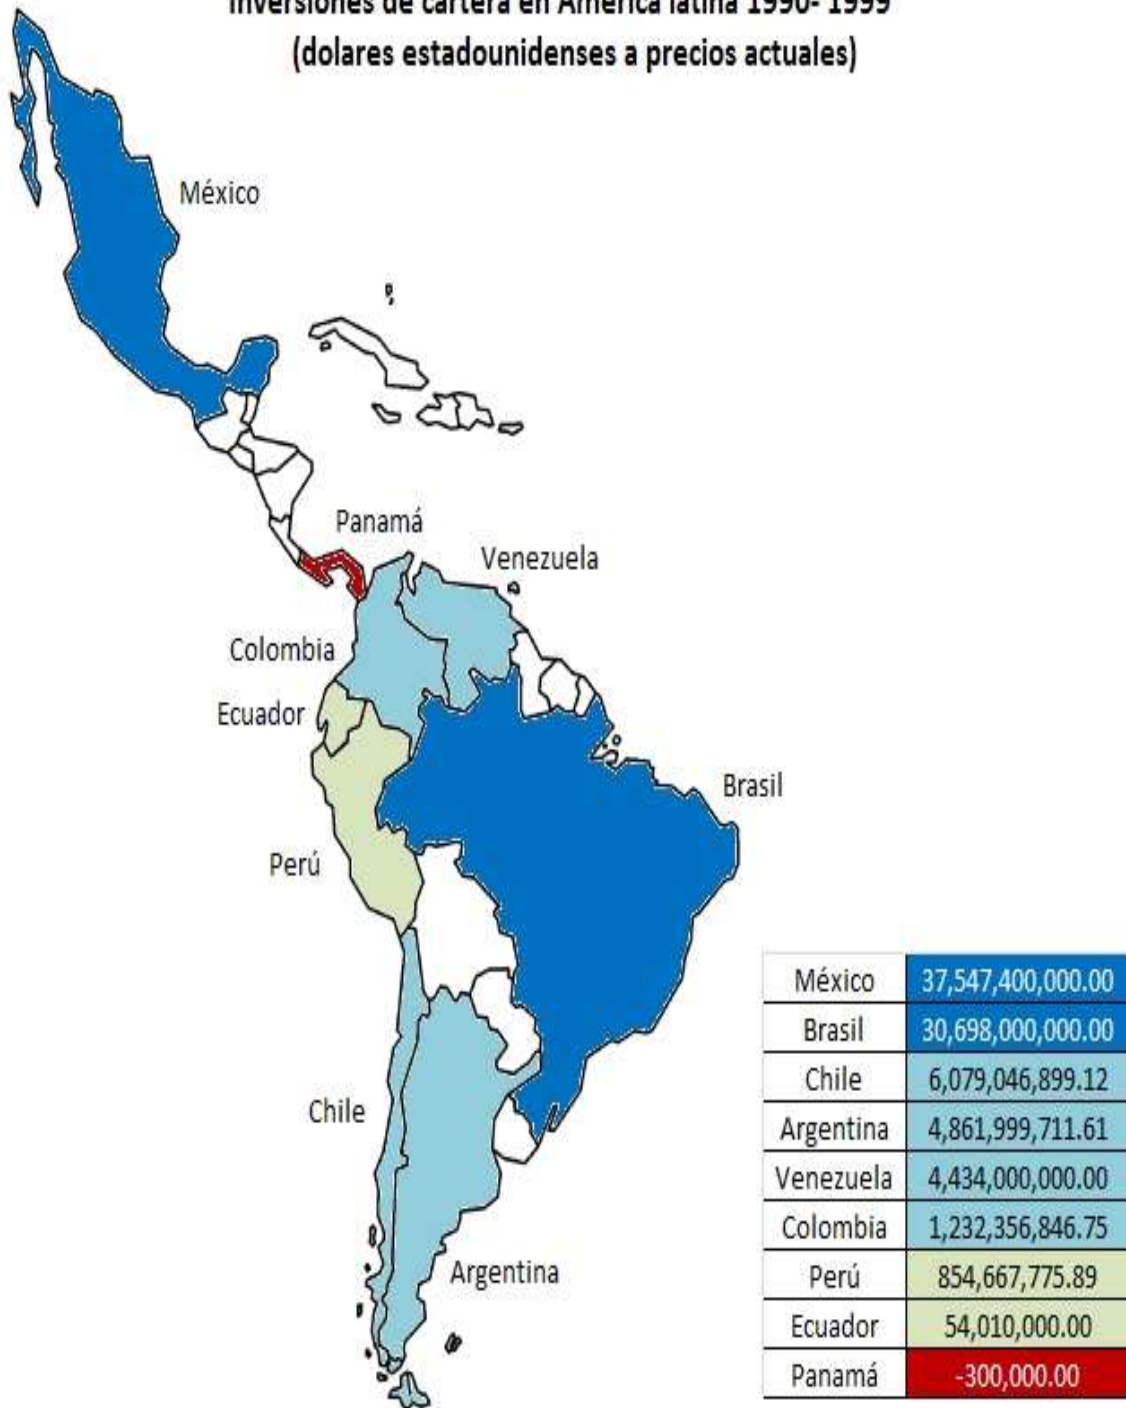 Inversiones de cartera en América latina 1990- 1999
(dolares estadounidenses a precios actuales)
México
Panamá
Venezuela
Colombia
Ecuador
Brasil
Perú
Chile
Argentina
México 37,547,400,000.00
Brasil 30,698,000,000.00
Chile 6,079,046,899.12
Argentina 4,861,999,711.61
Venezuela 4,434,000,000.00
Colombia 1,232,356,846.75
Perú 854,667,775.89
Ecuador 54,010,000.00
Panamá -300,000.00